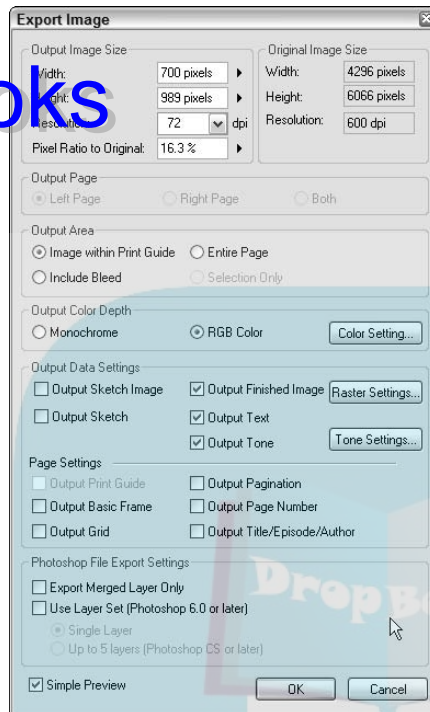 Export Image
Output Image Size
Width: 700 pixels
989 pixels
72 dpi
Pixel Ratio to Original: 16.3 %
Original Image Size
Width: 4296 pixels
Height: 6066 pixels
Resolution: 600 dpi
oks
Output Page
Left Page Right Page Both
Output Area
Image within Print Guide Entire Page
Include Bleed Selection Only
Output Color Depth
Monochrome RGB Color Color Setting...
Output Data Settings
Output Sketch Image Output Finished Image Raster Settings...
Output Sketch Output Text
Output Tone Tone Settings...
Page Settings
Output Print Guide Output Pagination
Output Basic Frame Output Page Number
Output Grid Output Title/Episode/Author
Photoshop File Export Settings
Export Merged Layer Only
Use Layer Set (Photoshop 6.0 or later)
Single Layer
Up to 5 layers (Photoshop CS or later)
DropBo
Simple Preview OK Cancel